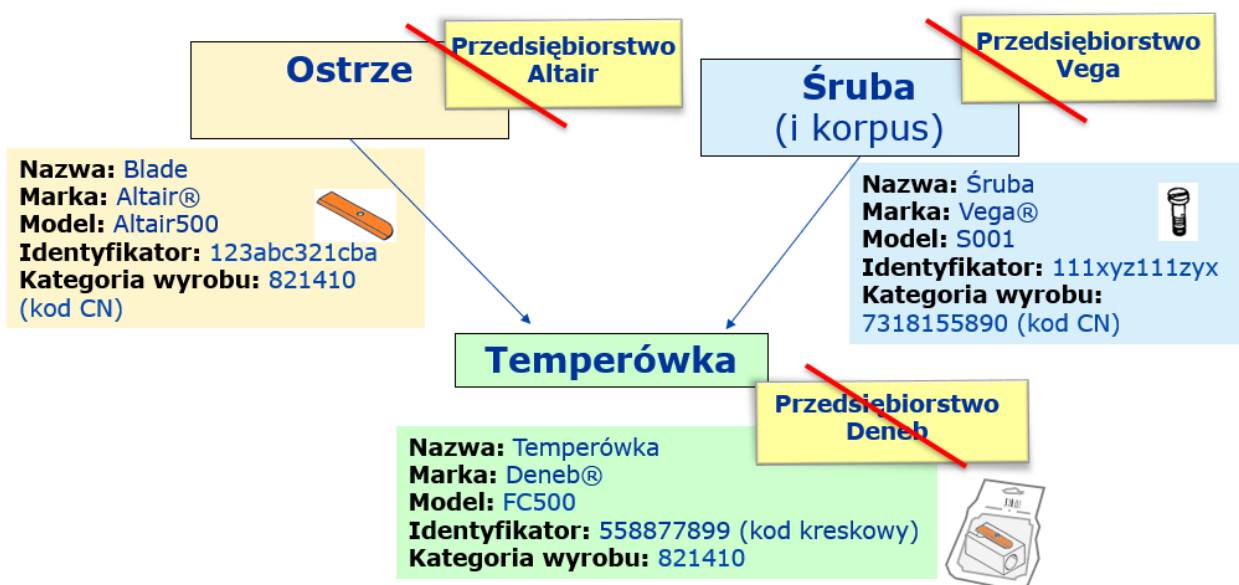 Ostrze
Przedsiębiorstwo
Altair
Śruba
(i korpus)
Przedsiębiorstwo
Vega
Nazwa: Blade
Marka: Altair®
Model: Altair500
Identyfikator: 123abc321cba
Kategoria wyrobu: 821410
(kod CN)
Nazwa: Śruba
Marka: Vega®
Model: S001
Identyfikator: 111xyz111zyx
Kategoria wyrobu:
7318155890 (kod CN)
Temperówka
Przedsiębiorstwo
Deneb
Nazwa: Temperówka
Marka: Deneb®
Model: FC500
Identyfikator: 558877899 (kod kreskowy)
Kategoria wyrobu: 821410